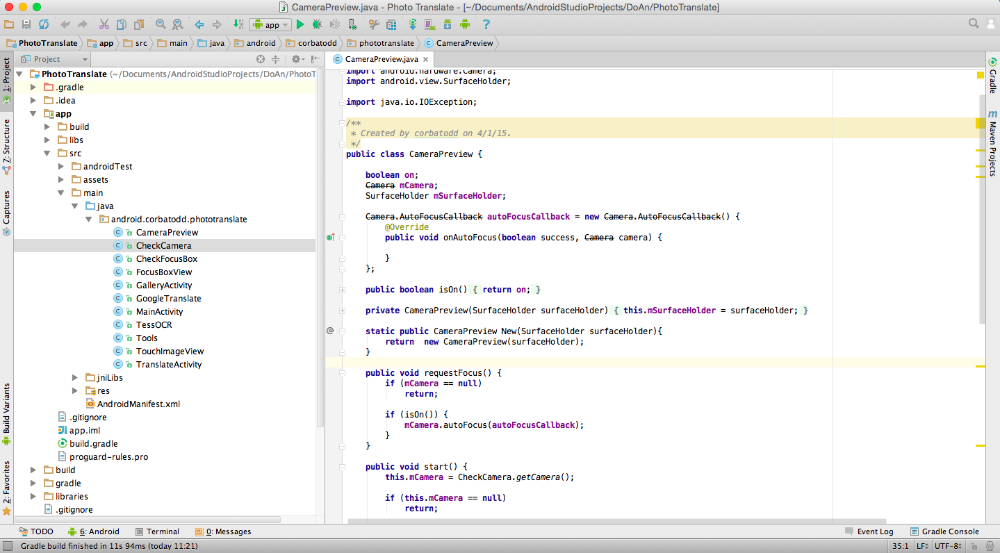 CameraPreview.java - Photo Translate - [~/Documents/AndroidStudioProjects/DoAn/PhotoTranslate]
app
PhotoTranslate app src main java android corbatodd phototranslate CameraPreview
Project
CameraPreview.java
1: Project
Z: Structure
Captures
Build Variants
2: Favorites
PhotoTranslate (~/Documents/AndroidStudioProjects/DoAn/PhotoT
.gradle
.idea
app
build
libs
src
androidTest
assets
main
java
android.corbatodd.phototranslate
CameraPreview
CheckCamera
CheckFocusBox
FocusBoxView
GalleryActivity
GoogleTranslate
MainActivity
TessOCR
Tools
TouchImageView
TranslateActivity
jniLibs
res
AndroidManifest.xml
.gitignore
app.iml
build.gradle
proguard-rules.pro
build
gradle
libraries
.gitignore
import android.hardware.Camera;
import android.view.SurfaceHolder;
import java.io.IOException;
/**
* Created by corbatodd on 4/1/15.
*/
public class CameraPreview {
boolean on;
Camera mCamera;
SurfaceHolder mSurfaceHolder;
Camera.AutoFocusCallback autoFocusCallback = new Camera.AutoFocusCallback() {
@Override
public void onAutoFocus(boolean success, Camera camera) {
}
};
public boolean isOn() { return on; }
private CameraPreview(SurfaceHolder surfaceHolder) { this.mSurfaceHolder = surfaceHolder; }
static public CameraPreview New(SurfaceHolder surfaceHolder){
return  new CameraPreview(surfaceHolder);
}
public void requestFocus() {
if (mCamera == null)
return;
if (isOn()) {
mCamera.autoFocus(autoFocusCallback);
}
}
public void start() {
this.mCamera = CheckCamera.getCamera();
if (this.mCamera == null)
return;
Gradle
Maven Projects
TODO 6: Android Terminal 0: Messages Event Log Gradle Console
Gradle build finished in 11s 94ms (today 11:21) 35:1 LF UTF-8